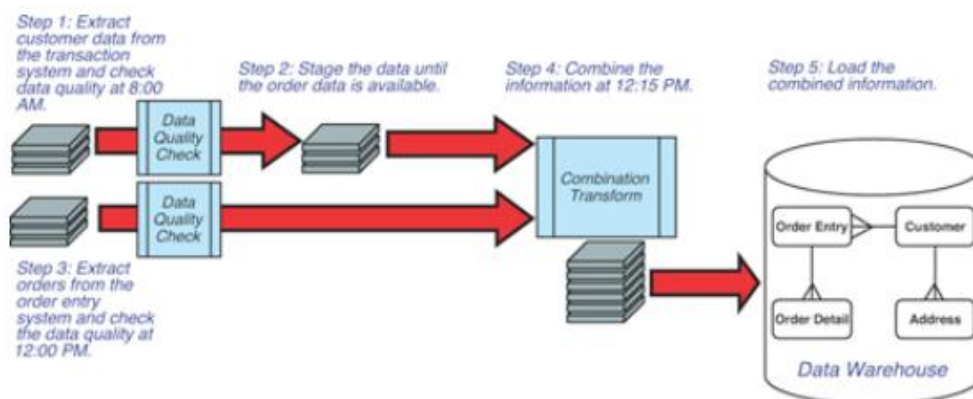 Step 1: Extract
customer data from
the transaction
system and check
data quality at 8:00
AM.
Step 2: Stage the data until
the order data is available.
Step 4: Combine the
information at 12:15 PM.
Step 5: Load the
combined information.
Data
Quality
Check
Data
Quality
Check
Combination
Transform
Step 3: Extract
orders from the
order entry
system and check
the data quality at
12:00 PM.
Order Entry
Customer
Order Detail
Address
Data Warehouse